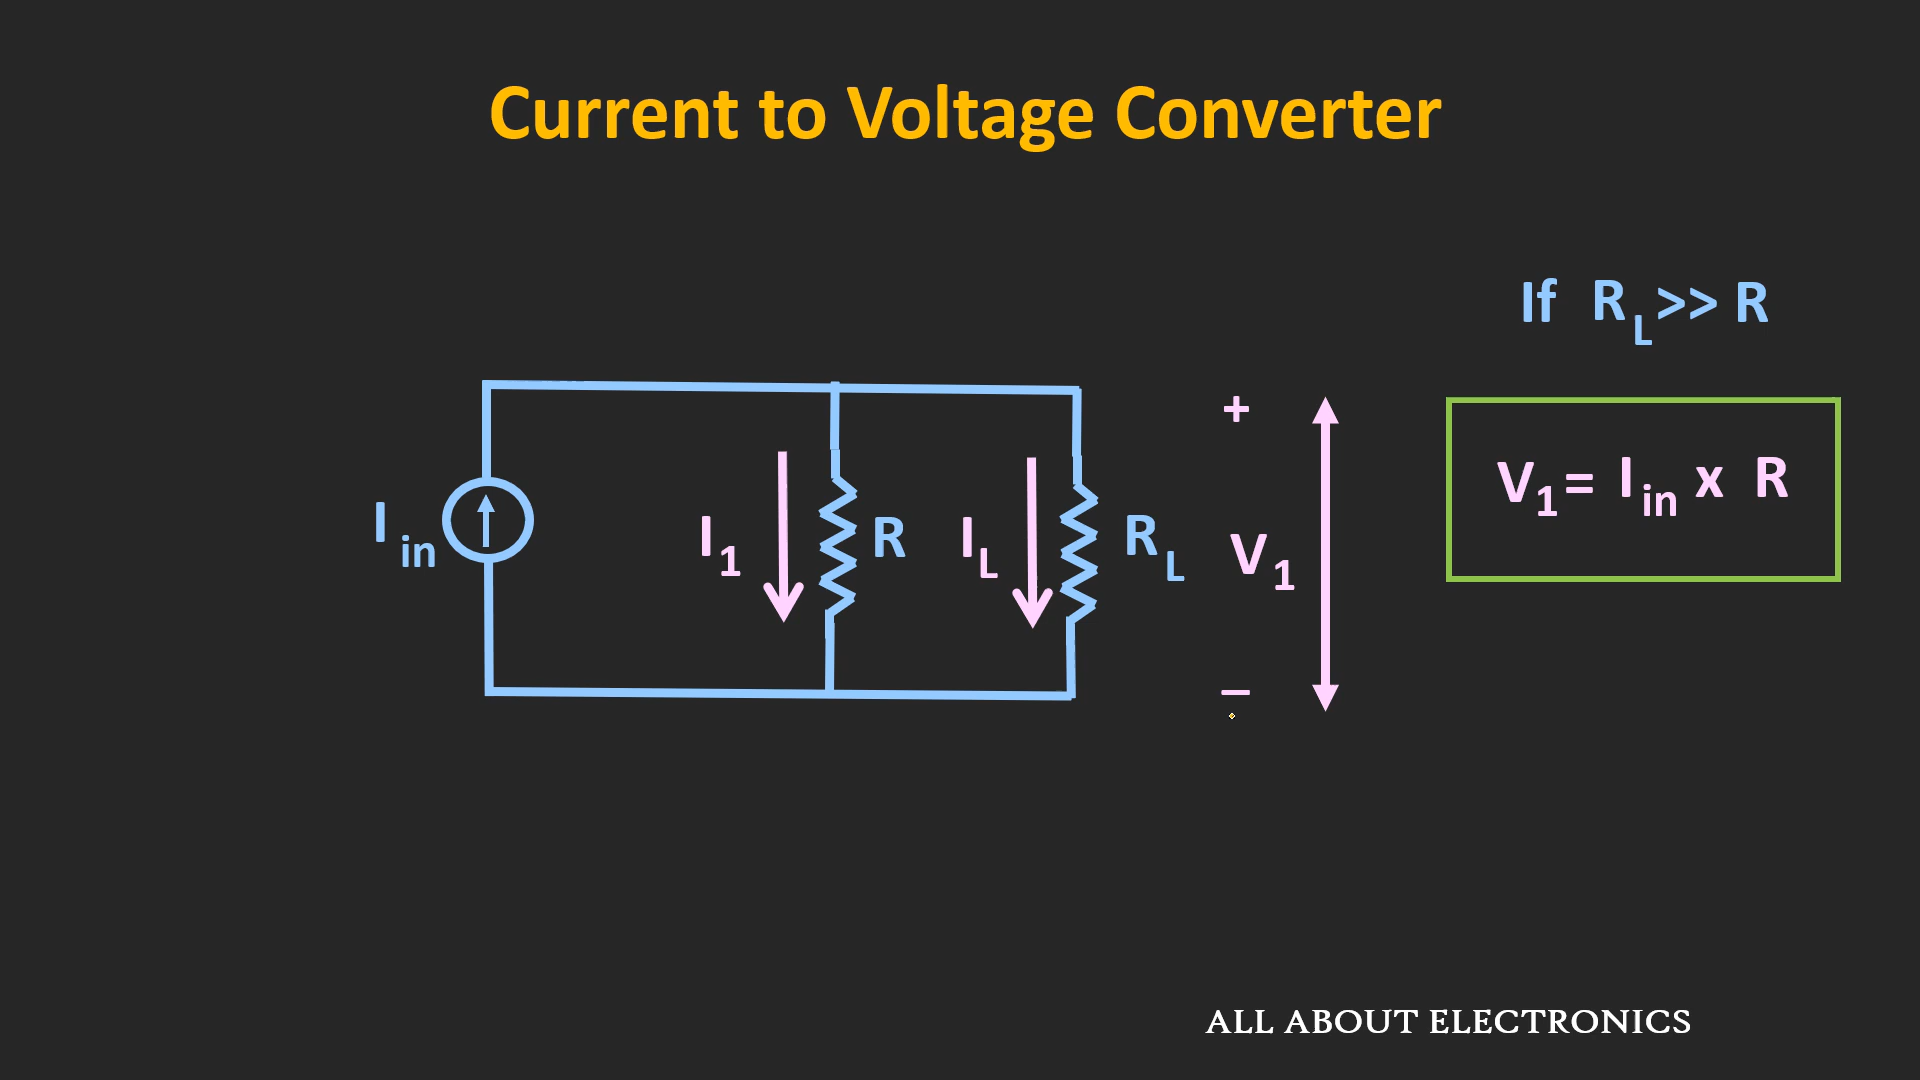 Current to Voltage Converter
If R_L >> R
+
V_1 = I_in x R
I_in
I_1
R
I_L
R_L
V_1
–
ALL ABOUT ELECTRONICS